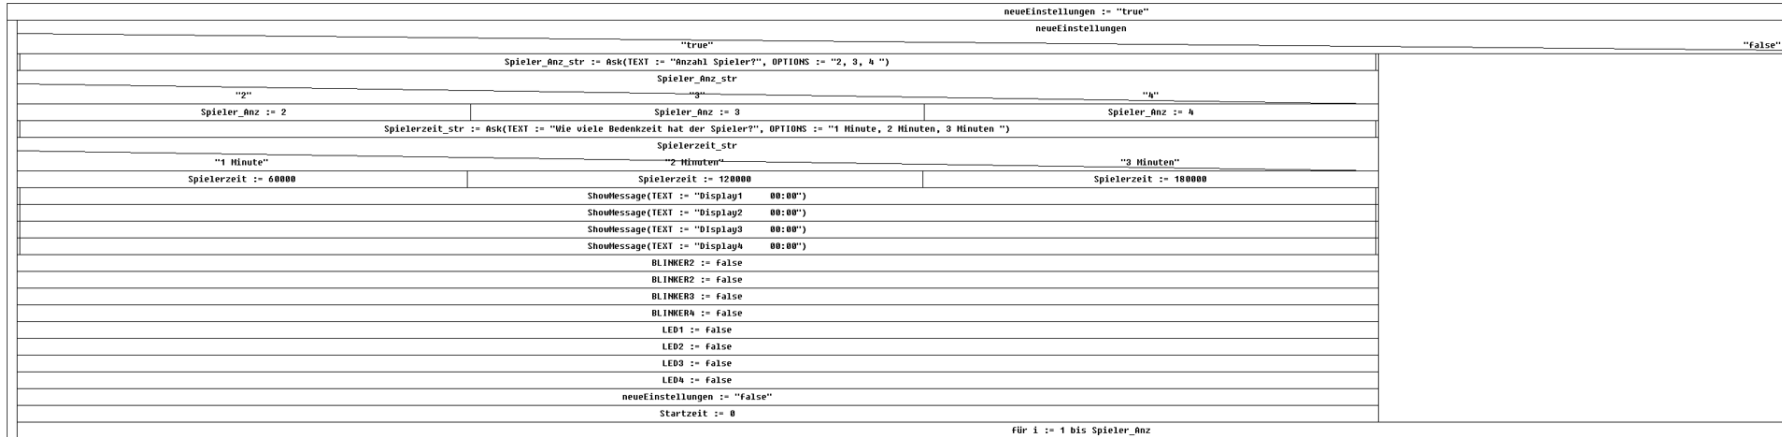 neueEinstellungen := "true"
neueEinstellungen
"true" "false"
Spieler_Anz_str := Ask(TEXT := "Anzahl Spieler?", OPTIONS := "2, 3, 4 ")
Spieler_Anz_str
"2" "3" "4"
Spieler_Anz := 2 Spieler_Anz := 3 Spieler_Anz := 4
Spielerzeit_str := Ask(TEXT := "Wie viele Bedenkzeit hat der Spieler?", OPTIONS := "1 Minute, 2 Minuten, 3 Minuten ")
Spielerzeit_str
"1 Minute" "2 Minuten" "3 Minuten"
Spielerzeit := 60000 Spielerzeit := 120000 Spielerzeit := 180000
ShowMessage(TEXT := "Display1 00:00")
ShowMessage(TEXT := "DIsplay2 00:00")
ShowMessage(TEXT := "DIsplay3 00:00")
ShowMessage(TEXT := "DIsplay4 00:00")
BLINKER2 := false
BLINKER2 := false
BLINKER3 := false
BLINKER4 := false
LED1 := false
LED2 := false
LED3 := false
LED4 := false
neueEinstellungen := "false"
Startzeit := 0
für i := 1 bis Spieler_Anz